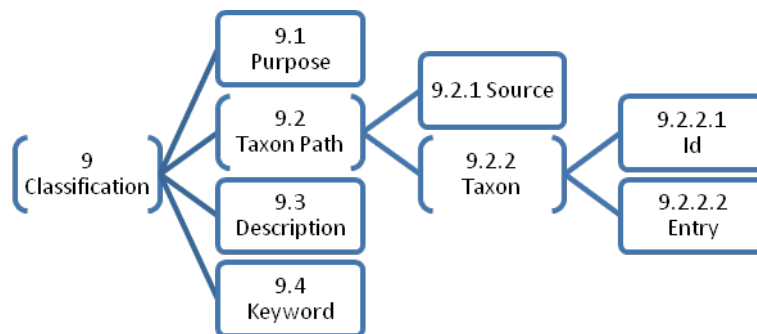 9
Classification
9.1
Purpose
9.2
Taxon Path
9.3
Description
9.4
Keyword
9.2.1 Source
9.2.2
Taxon
9.2.2.1
Id
9.2.2.2
Entry